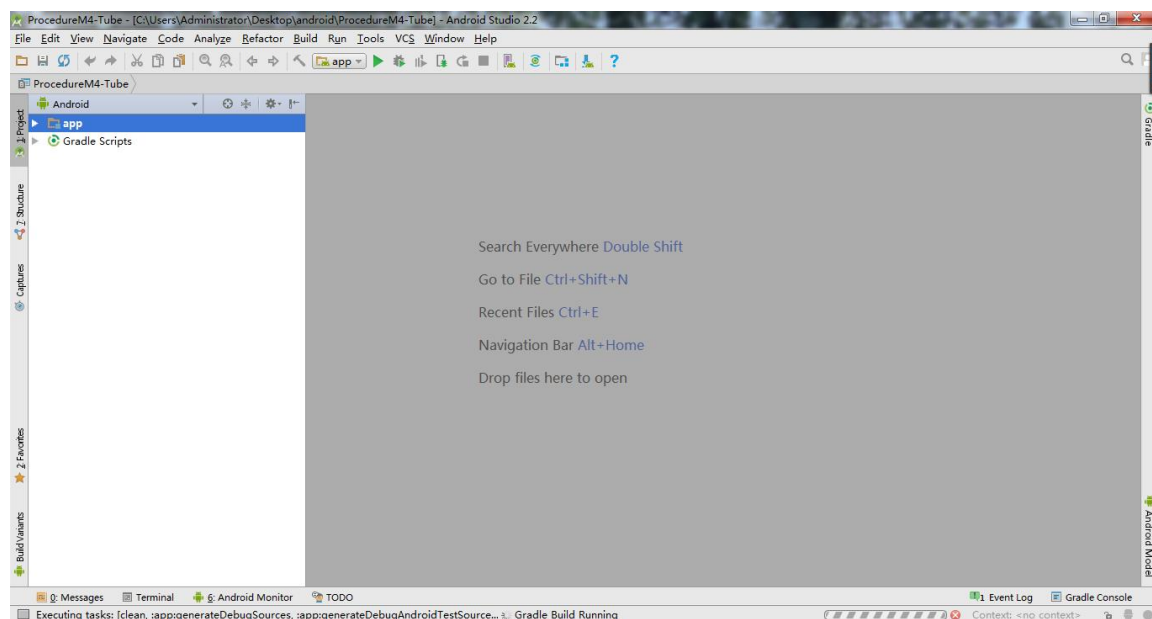 ProcedureM4-Tube - [C:\Users\Administrator\Desktop\android\ProcedureM4-Tube] - Android Studio 2.2
File Edit View Navigate Code Analyze Refactor Build Run Tools VCS Window Help
app
ProcedureM4-Tube
Android
app
Gradle Scripts
1: Project
7: Structure
Captures
2: Favorites
Build Variants
Gradle
Android Model
Search Everywhere Double Shift
Go to File Ctrl+Shift+N
Recent Files Ctrl+E
Navigation Bar Alt+Home
Drop files here to open
0: Messages Terminal 6: Android Monitor TODO 1 Event Log Gradle Console
Executing tasks: [clean, :app:generateDebugSources, :app:generateDebugAndroidTestSource... Gradle Build Running Context: <no context>